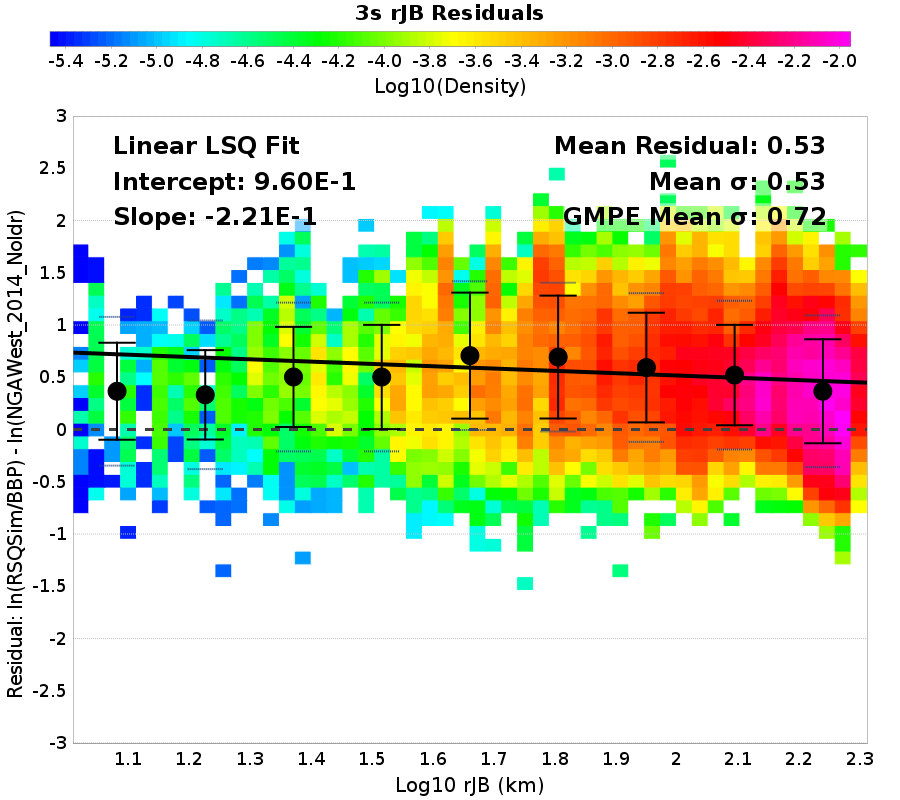 3s rJB Residuals
-5.4 -5.2 -5.0 -4.8 -4.6 -4.4 -4.2 -4.0 -3.8 -3.6 -3.4 -3.2 -3.0 -2.8 -2.6 -2.4 -2.2 -2.0
Log10(Density)
Linear LSQ Fit
Intercept: 9.60E-1
Slope: -2.21E-1
Mean Residual: 0.53
Mean σ: 0.53
GMPE Mean σ: 0.72
3
2.5
2
1.5
1
0.5
0
-0.5
-1
-1.5
-2
-2.5
-3
Residual: ln(RSQSim/BBP) - ln(NGAWest_2014_NoIdr)
1.1 1.2 1.3 1.4 1.5 1.6 1.7 1.8 1.9 2 2.1 2.2 2.3
Log10 rJB (km)